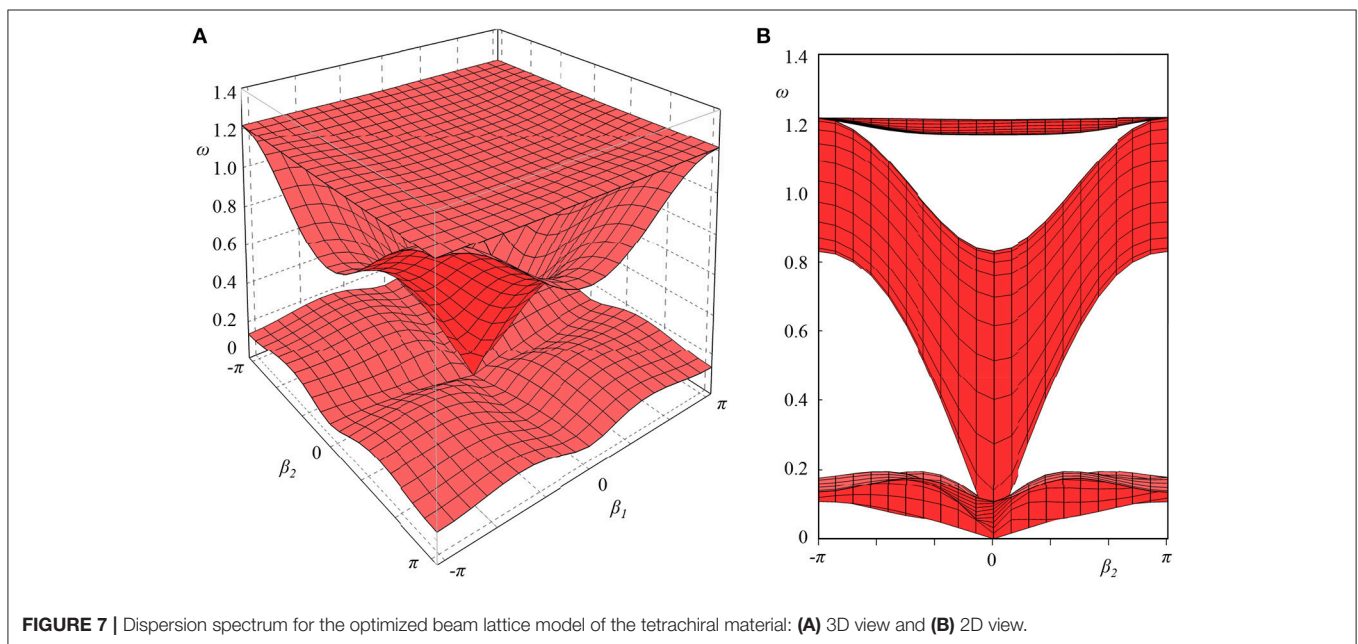 A
1.4
1.2
ω
1.0
0.8
0.6
0.4
0.2
0
-π
β2
0
π
-π
0
β1
π
B
1.4
ω
1.2
1.0
0.8
0.6
0.4
0.2
0
-π
0
β2
π
FIGURE 7 | Dispersion spectrum for the optimized beam lattice model of the tetrachiral material: (A) 3D view and (B) 2D view.